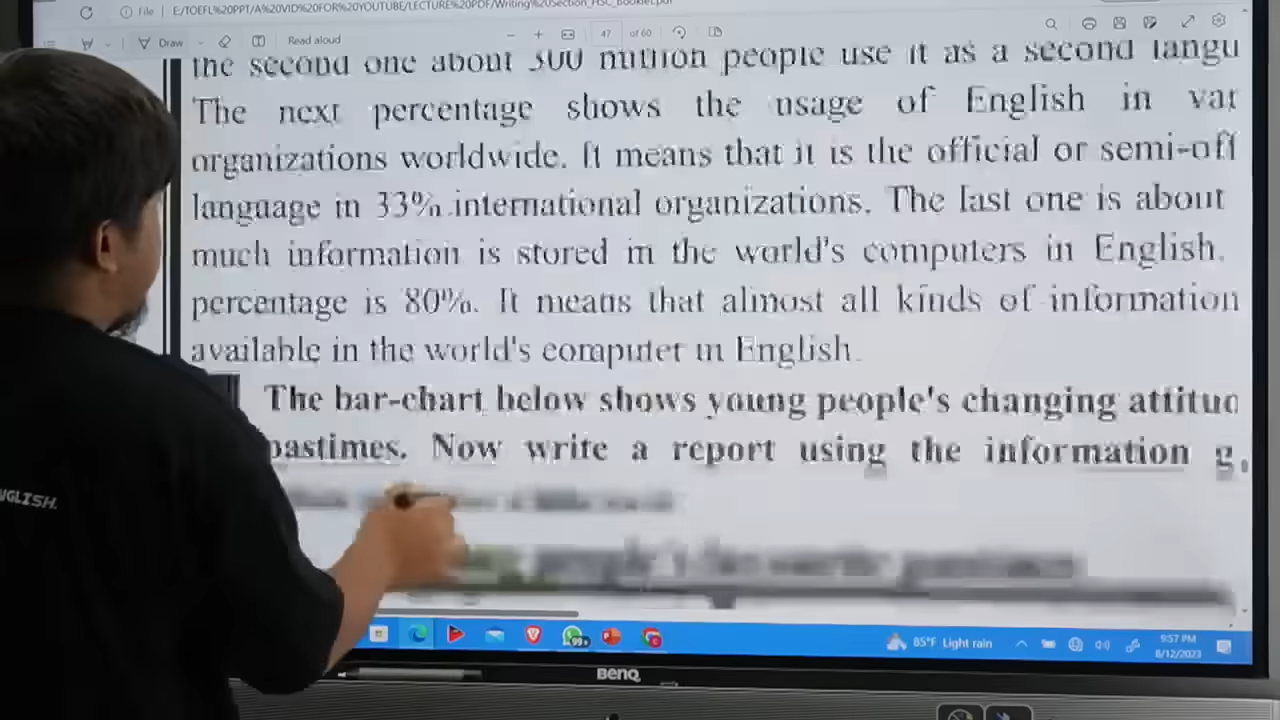 File | E:/TOEFL%20PPT/A%20VID%20FOR%20YOUTUBE/LECTURE%20PDF/Writing%20Section_HSC_Booklet.pdf
Draw Read aloud 47 of 60
the second one about 300 million people use it as a second langu
The next percentage shows the usage of English in var
organizations worldwide. It means that it is the official or semi-off
language in 33% international organizations. The last one is about
much information is stored in the world's computers in English.
percentage is 80%. It means that almost all kinds of information
available in the world's computer in English.
The bar-chart below shows young people's changing attitud
pastimes. Now write a report using the information g
people's favourite pastimes
NGLISH.
99+ 85°F Light rain 9:57 PM
8/12/2023
BenQ